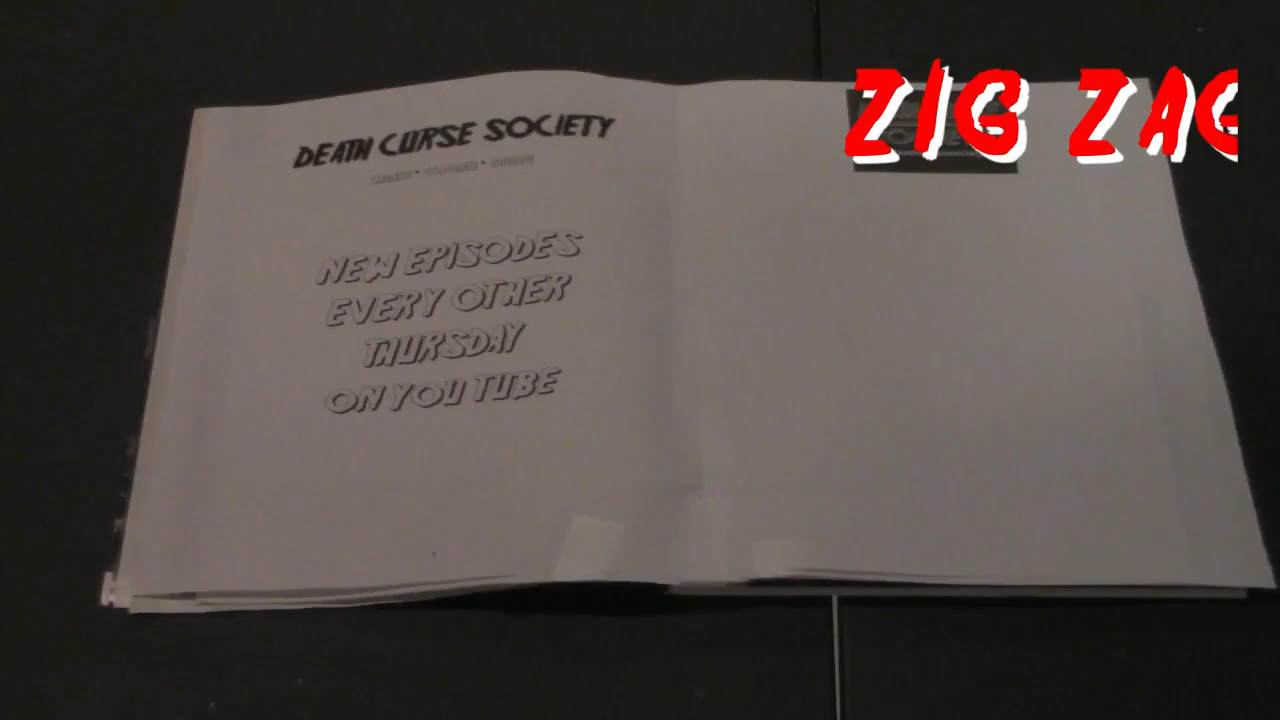 DEATH CURSE SOCIETY
NEW EPISODES
EVERY OTHER
THURSDAY
ON YOU TUBE
ZIG ZAG